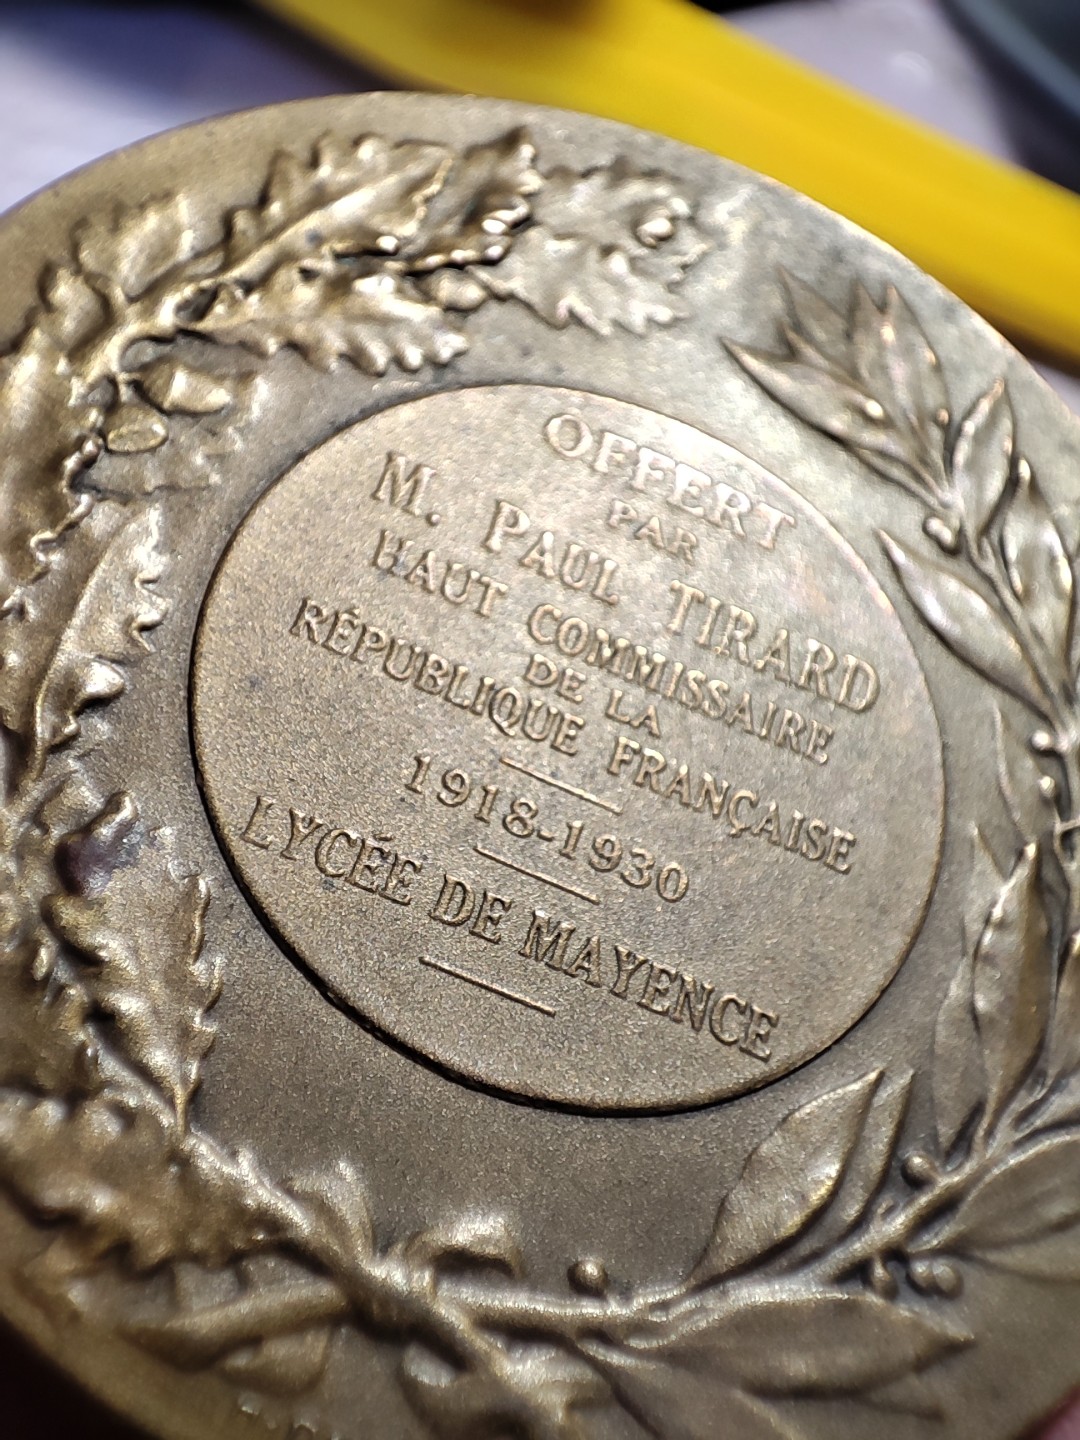 OFFERT
PAR
M. PAUL TIRARD
HAUT COMMISSAIRE
DE LA
RÉPUBLIQUE FRANÇAISE
1918-1930
LYCÉE DE MAYENCE